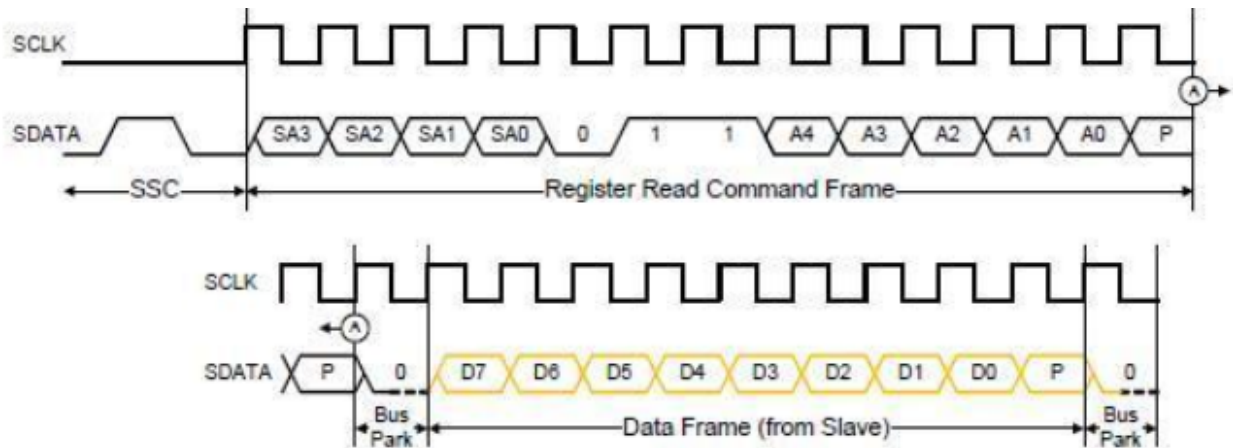 SCLK
A
SDATA SA3 SA2 SA1 SA0 0 1 1 A4 A3 A2 A1 A0 P
SSC Register Read Command Frame
SCLK
A
SDATA P 0 D7 D6 D5 D4 D3 D2 D1 D0 P 0
Bus Park Data Frame (from Slave) Bus Park